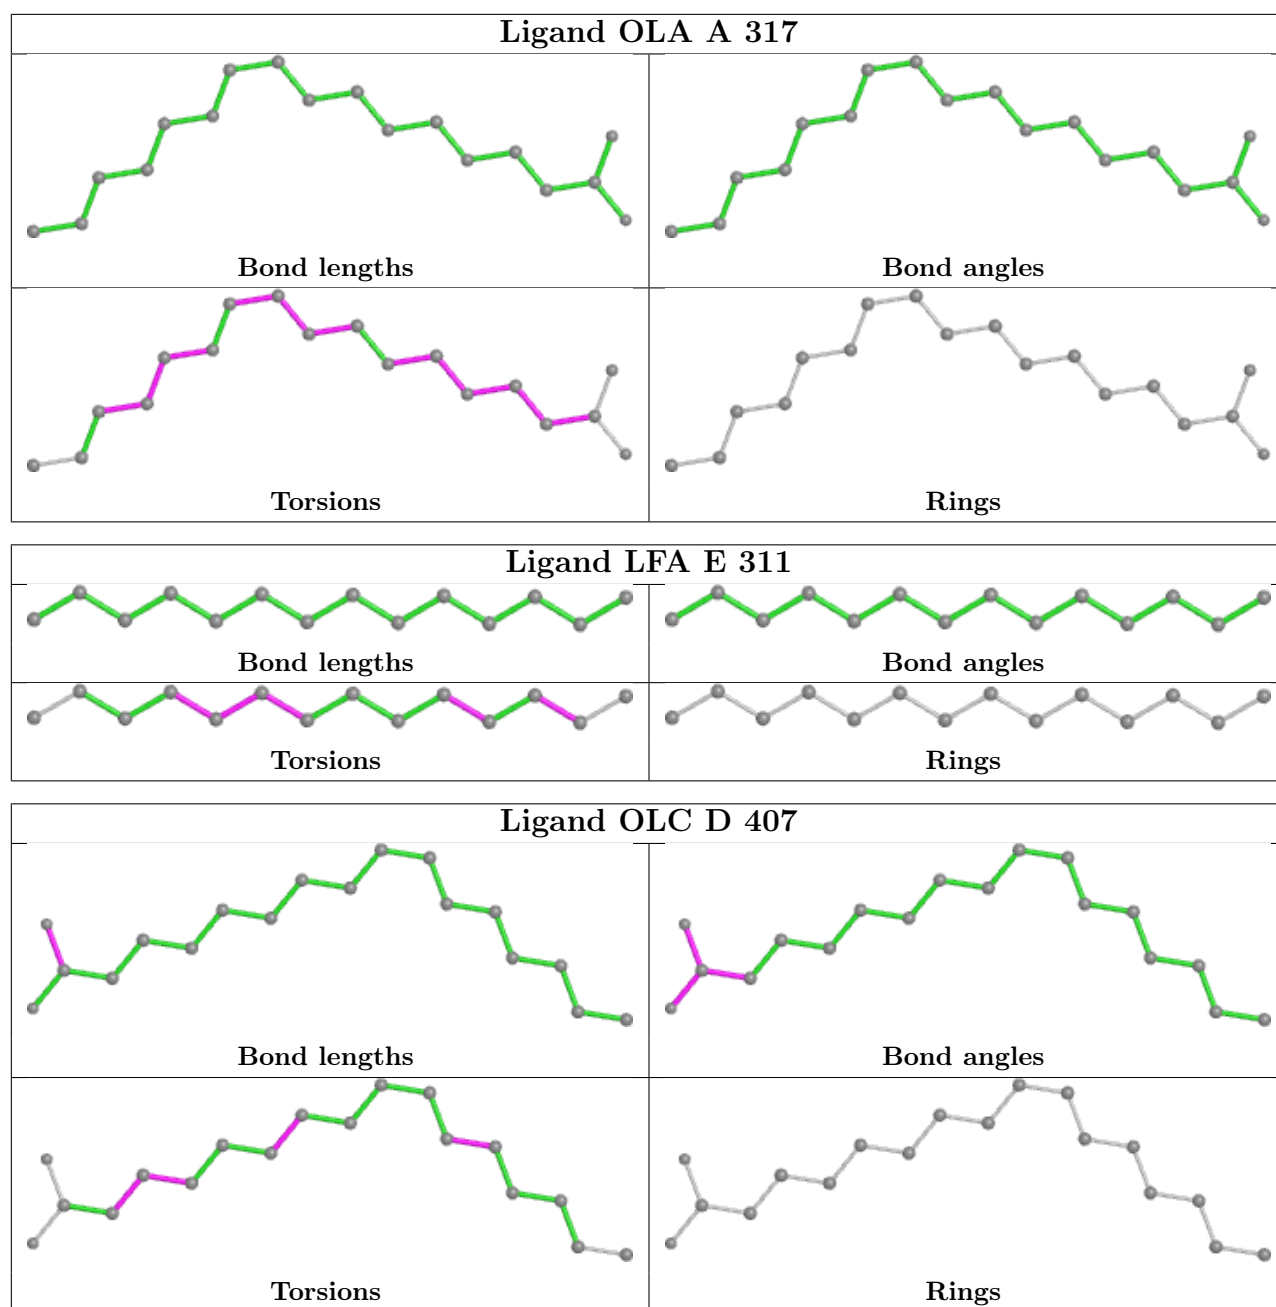 Ligand OLA A 317
Bond lengths
Bond angles
Torsions
Rings
Ligand LFA E 311
Bond lengths
Bond angles
Torsions
Rings
Ligand OLC D 407
Bond lengths
Bond angles
Torsions
Rings